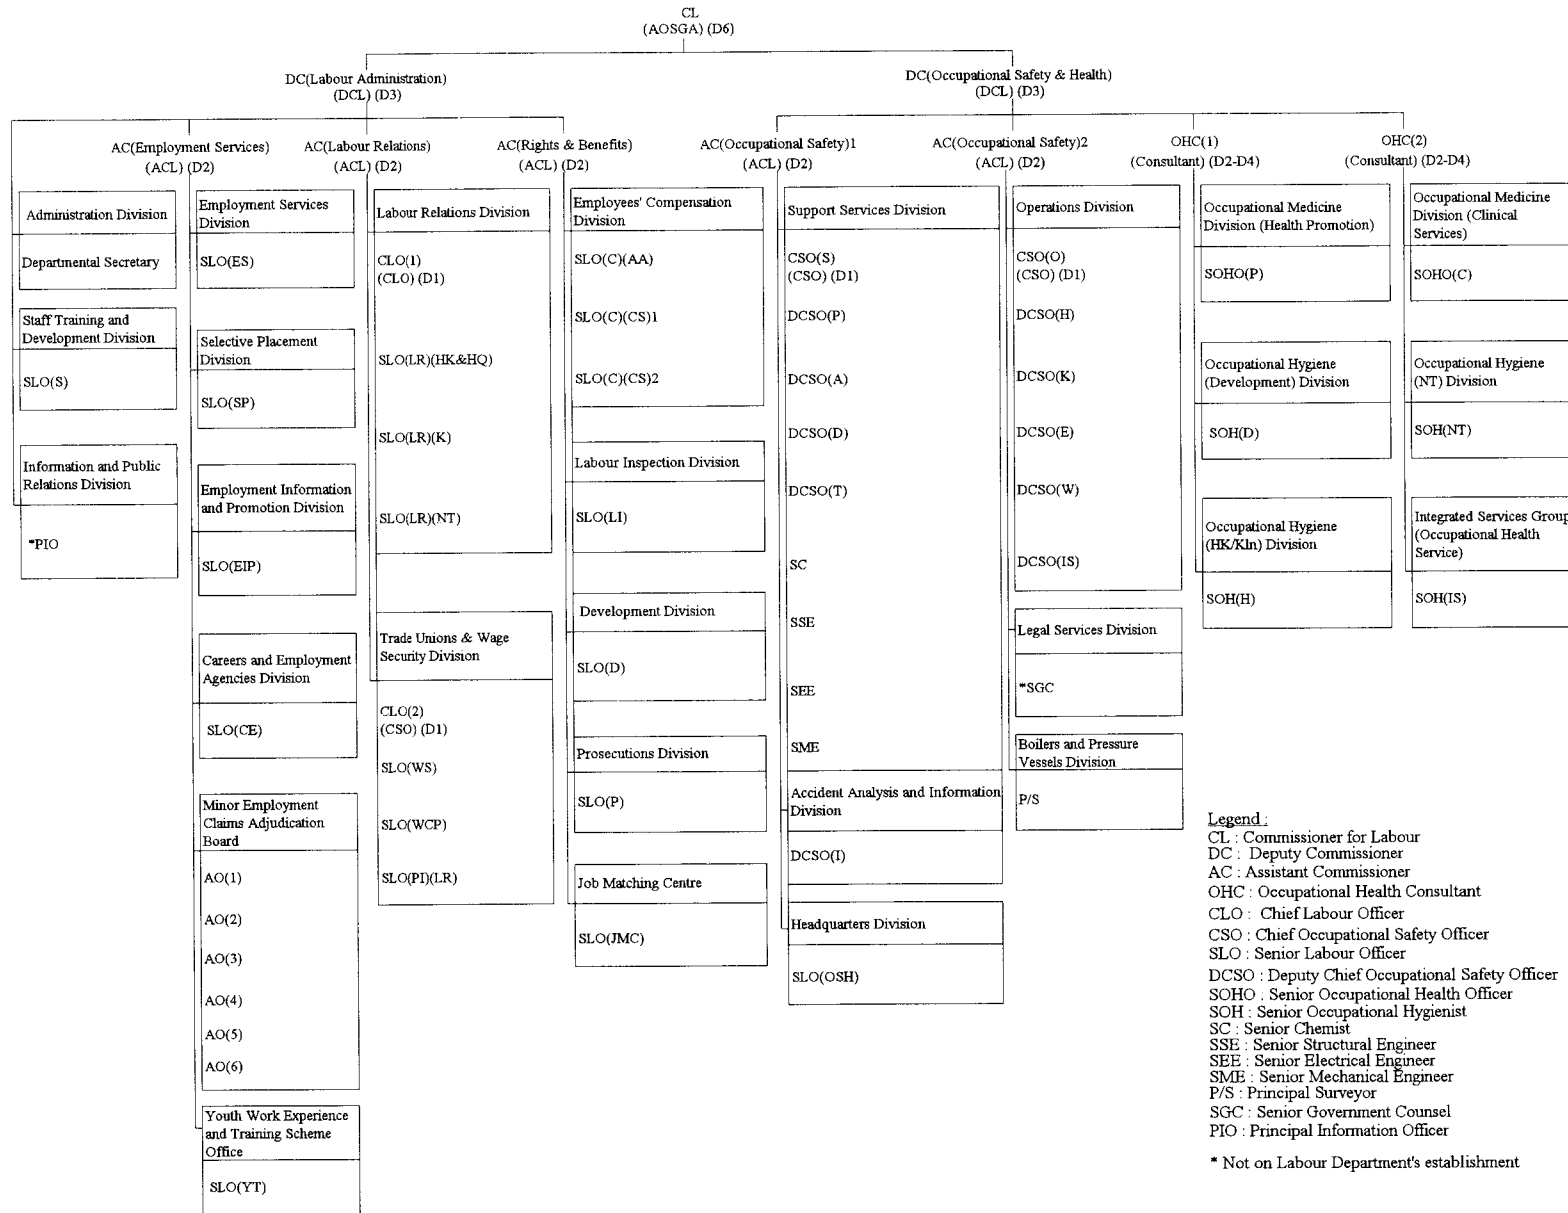 CL
(AOSGA) (D6)
DC(Labour Administration)
(DCL) (D3)
DC(Occupational Safety & Health)
(DCL) (D3)
AC(Employment Services)
(ACL) (D2)
AC(Labour Relations)
(ACL) (D2)
AC(Rights & Benefits)
(ACL) (D2)
AC(Occupational Safety)1
(ACL) (D2)
AC(Occupational Safety)2
(ACL) (D2)
OHC(1)
(Consultant) (D2-D4)
OHC(2)
(Consultant) (D2-D4)
Administration Division
Departmental Secretary
Staff Training and
Development Division
SLO(S)
Information and Public
Relations Division
*PIO
Employment Services
Division
SLO(ES)
Selective Placement
Division
SLO(SP)
Employment Information
and Promotion Division
SLO(EIP)
Careers and Employment
Agencies Division
SLO(CE)
Minor Employment
Claims Adjudication
Board
AO(1)
AO(2)
AO(3)
AO(4)
AO(5)
AO(6)
Youth Work Experience
and Training Scheme
Office
SLO(YT)
Labour Relations Division
CLO(1)
(CLO) (D1)
SLO(LR)(HK&HQ)
SLO(LR)(K)
SLO(LR)(NT)
Trade Unions & Wage
Security Division
CLO(2)
(CSO) (D1)
SLO(WS)
SLO(WCP)
SLO(PI)(LR)
Employees' Compensation
Division
SLO(C)(AA)
SLO(C)(CS)1
SLO(C)(CS)2
Labour Inspection Division
SLO(LI)
Development Division
SLO(D)
Prosecutions Division
SLO(P)
Job Matching Centre
SLO(JMC)
Support Services Division
CSO(S)
(CSO) (D1)
DCSO(P)
DCSO(A)
DCSO(D)
DCSO(T)
SC
SSE
SEE
SME
Accident Analysis and Information
Division
DCSO(I)
Headquarters Division
SLO(OSH)
Operations Division
CSO(O)
(CSO) (D1)
DCSO(H)
DCSO(K)
DCSO(E)
DCSO(W)
DCSO(IS)
Legal Services Division
*SGC
Boilers and Pressure
Vessels Division
P/S
Occupational Medicine
Division (Health Promotion)
SOHO(P)
Occupational Hygiene
(Development) Division
SOH(D)
Occupational Hygiene
(HK/Kln) Division
SOH(H)
Occupational Medicine
Division (Clinical
Services)
SOHO(C)
Occupational Hygiene
(NT) Division
SOH(NT)
Integrated Services Group
(Occupational Health
Service)
SOH(IS)
Legend :
CL : Commissioner for Labour
DC : Deputy Commissioner
AC : Assistant Commissioner
OHC : Occupational Health Consultant
CLO : Chief Labour Officer
CSO : Chief Occupational Safety Officer
SLO : Senior Labour Officer
DCSO : Deputy Chief Occupational Safety Officer
SOHO : Senior Occupational Health Officer
SOH : Senior Occupational Hygienist
SC : Senior Chemist
SSE : Senior Structural Engineer
SEE : Senior Electrical Engineer
SME : Senior Mechanical Engineer
P/S : Principal Surveyor
SGC : Senior Government Counsel
PIO : Principal Information Officer
* Not on Labour Department's establishment